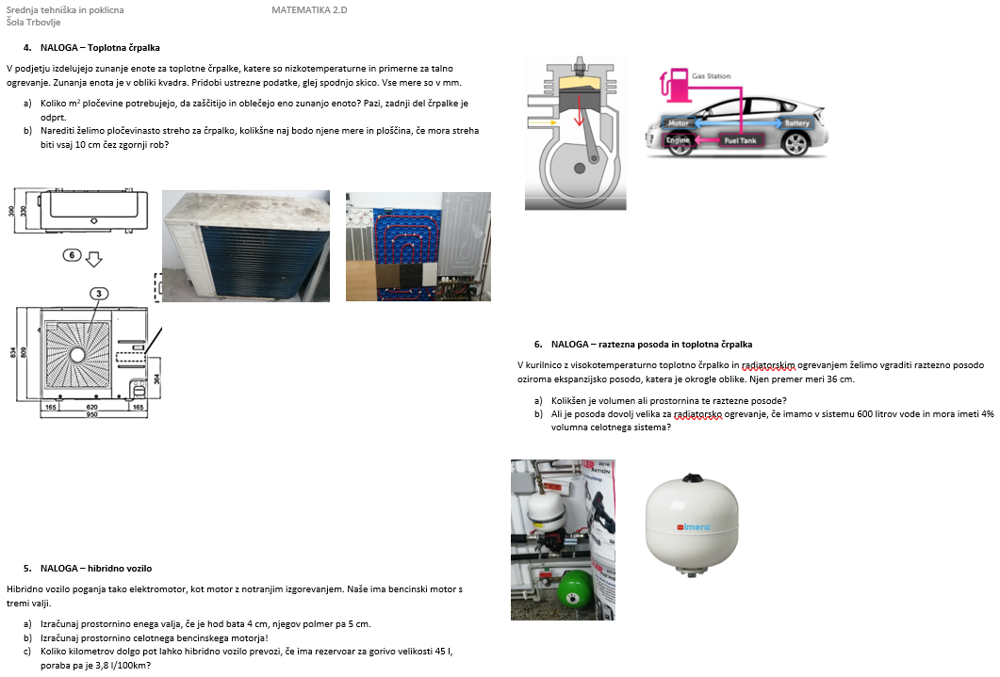 Srednja tehniška in poklicna
Šola Trbovlje
MATEMATIKA 2.D
4. NALOGA – Toplotna črpalka
V podjetju izdelujejo zunanje enote za toplotne črpalke, katere so nizkotemperaturne in primerne za talno
ogrevanje. Zunanja enota je v obliki kvadra. Pridobi ustrezne podatke, glej spodnjo skico. Vse mere so v mm.
a) Koliko m² pločevine potrebujejo, da zaščitijo in oblečejo eno zunanjo enoto? Pazi, zadnji del črpalke je
odprt.
b) Narediti želimo pločevinasto streho za črpalko, kolikšne naj bodo njene mere in ploščina, če mora streha
biti vsaj 10 cm čez zgornji rob?
390
330
6
3
834
809
364
165 620 165
950
5. NALOGA – hibridno vozilo
Hibridno vozilo poganja tako elektromotor, kot motor z notranjim izgorevanjem. Naše ima bencinski motor s
tremi valji.
a) Izračunaj prostornino enega valja, če je hod bata 4 cm, njegov polmer pa 5 cm.
b) Izračunaj prostornino celotnega bencinskega motorja!
c) Koliko kilometrov dolgo pot lahko hibridno vozilo prevozi, če ima rezervoar za gorivo velikosti 45 l,
poraba pa je 3,8 l/100km?
Gas Station
Motor
Battery
Engine
Fuel Tank
6. NALOGA – raztezna posoda in toplotna črpalka
V kurilnico z visokotemperaturno toplotno črpalko in radiatorskim ogrevanjem želimo vgraditi raztezno posodo
oziroma ekspanzijsko posodo, katera je okrogle oblike. Njen premer meri 36 cm.
a) Kolikšen je volumen ali prostornina te raztezne posode?
b) Ali je posoda dovolj velika za radiatorsko ogrevanje, če imamo v sistemu 600 litrov vode in mora imeti 4%
volumna celotnega sistema?
elmera